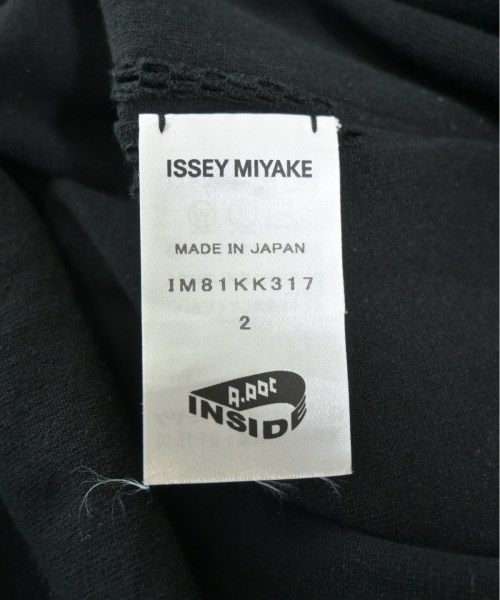 ISSEY MIYAKE
MADE IN JAPAN
IM81KK317
2
A.POC
INSIDE